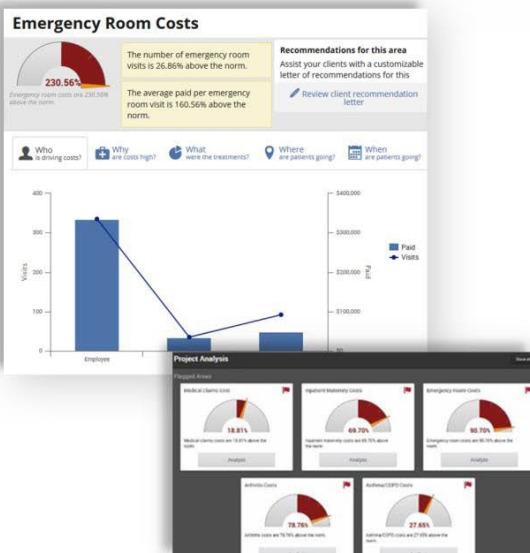 Emergency Room Costs
230.56%
Emergency room costs are 230.56%
above the norm.
The number of emergency room
visits is 26.86% above the norm.
The average paid per emergency
room visit is 160.56% above the
norm.
Recommendations for this area
Assist your clients with a customizable
letter of recommendations for this
Review client recommendation
letter
Who
is driving costs?
Why
are costs high?
What
were the treatments?
Where
are patients going?
When
are patients going?
400
300
200
100
0
Visits
$400,000
$300,000
$200,000
$100,000
$0
Paid
Paid
Visits
Employee
Project Analysis
Flagged Areas
Medical Claims Cost
18.81%
Medical claims costs are 18.81% above the
norm.
Analysis
Inpatient Maternity Costs
69.70%
Inpatient maternity costs are 69.70% above
the norm.
Analysis
Emergency Room Costs
90.70%
Emergency room costs are 90.70% above the
norm.
Analysis
Arthritis Costs
78.76%
Arthritis costs are 78.76% above the norm.
Asthma/COPD Costs
27.65%
Asthma/COPD costs are 27.65% above the
norm.